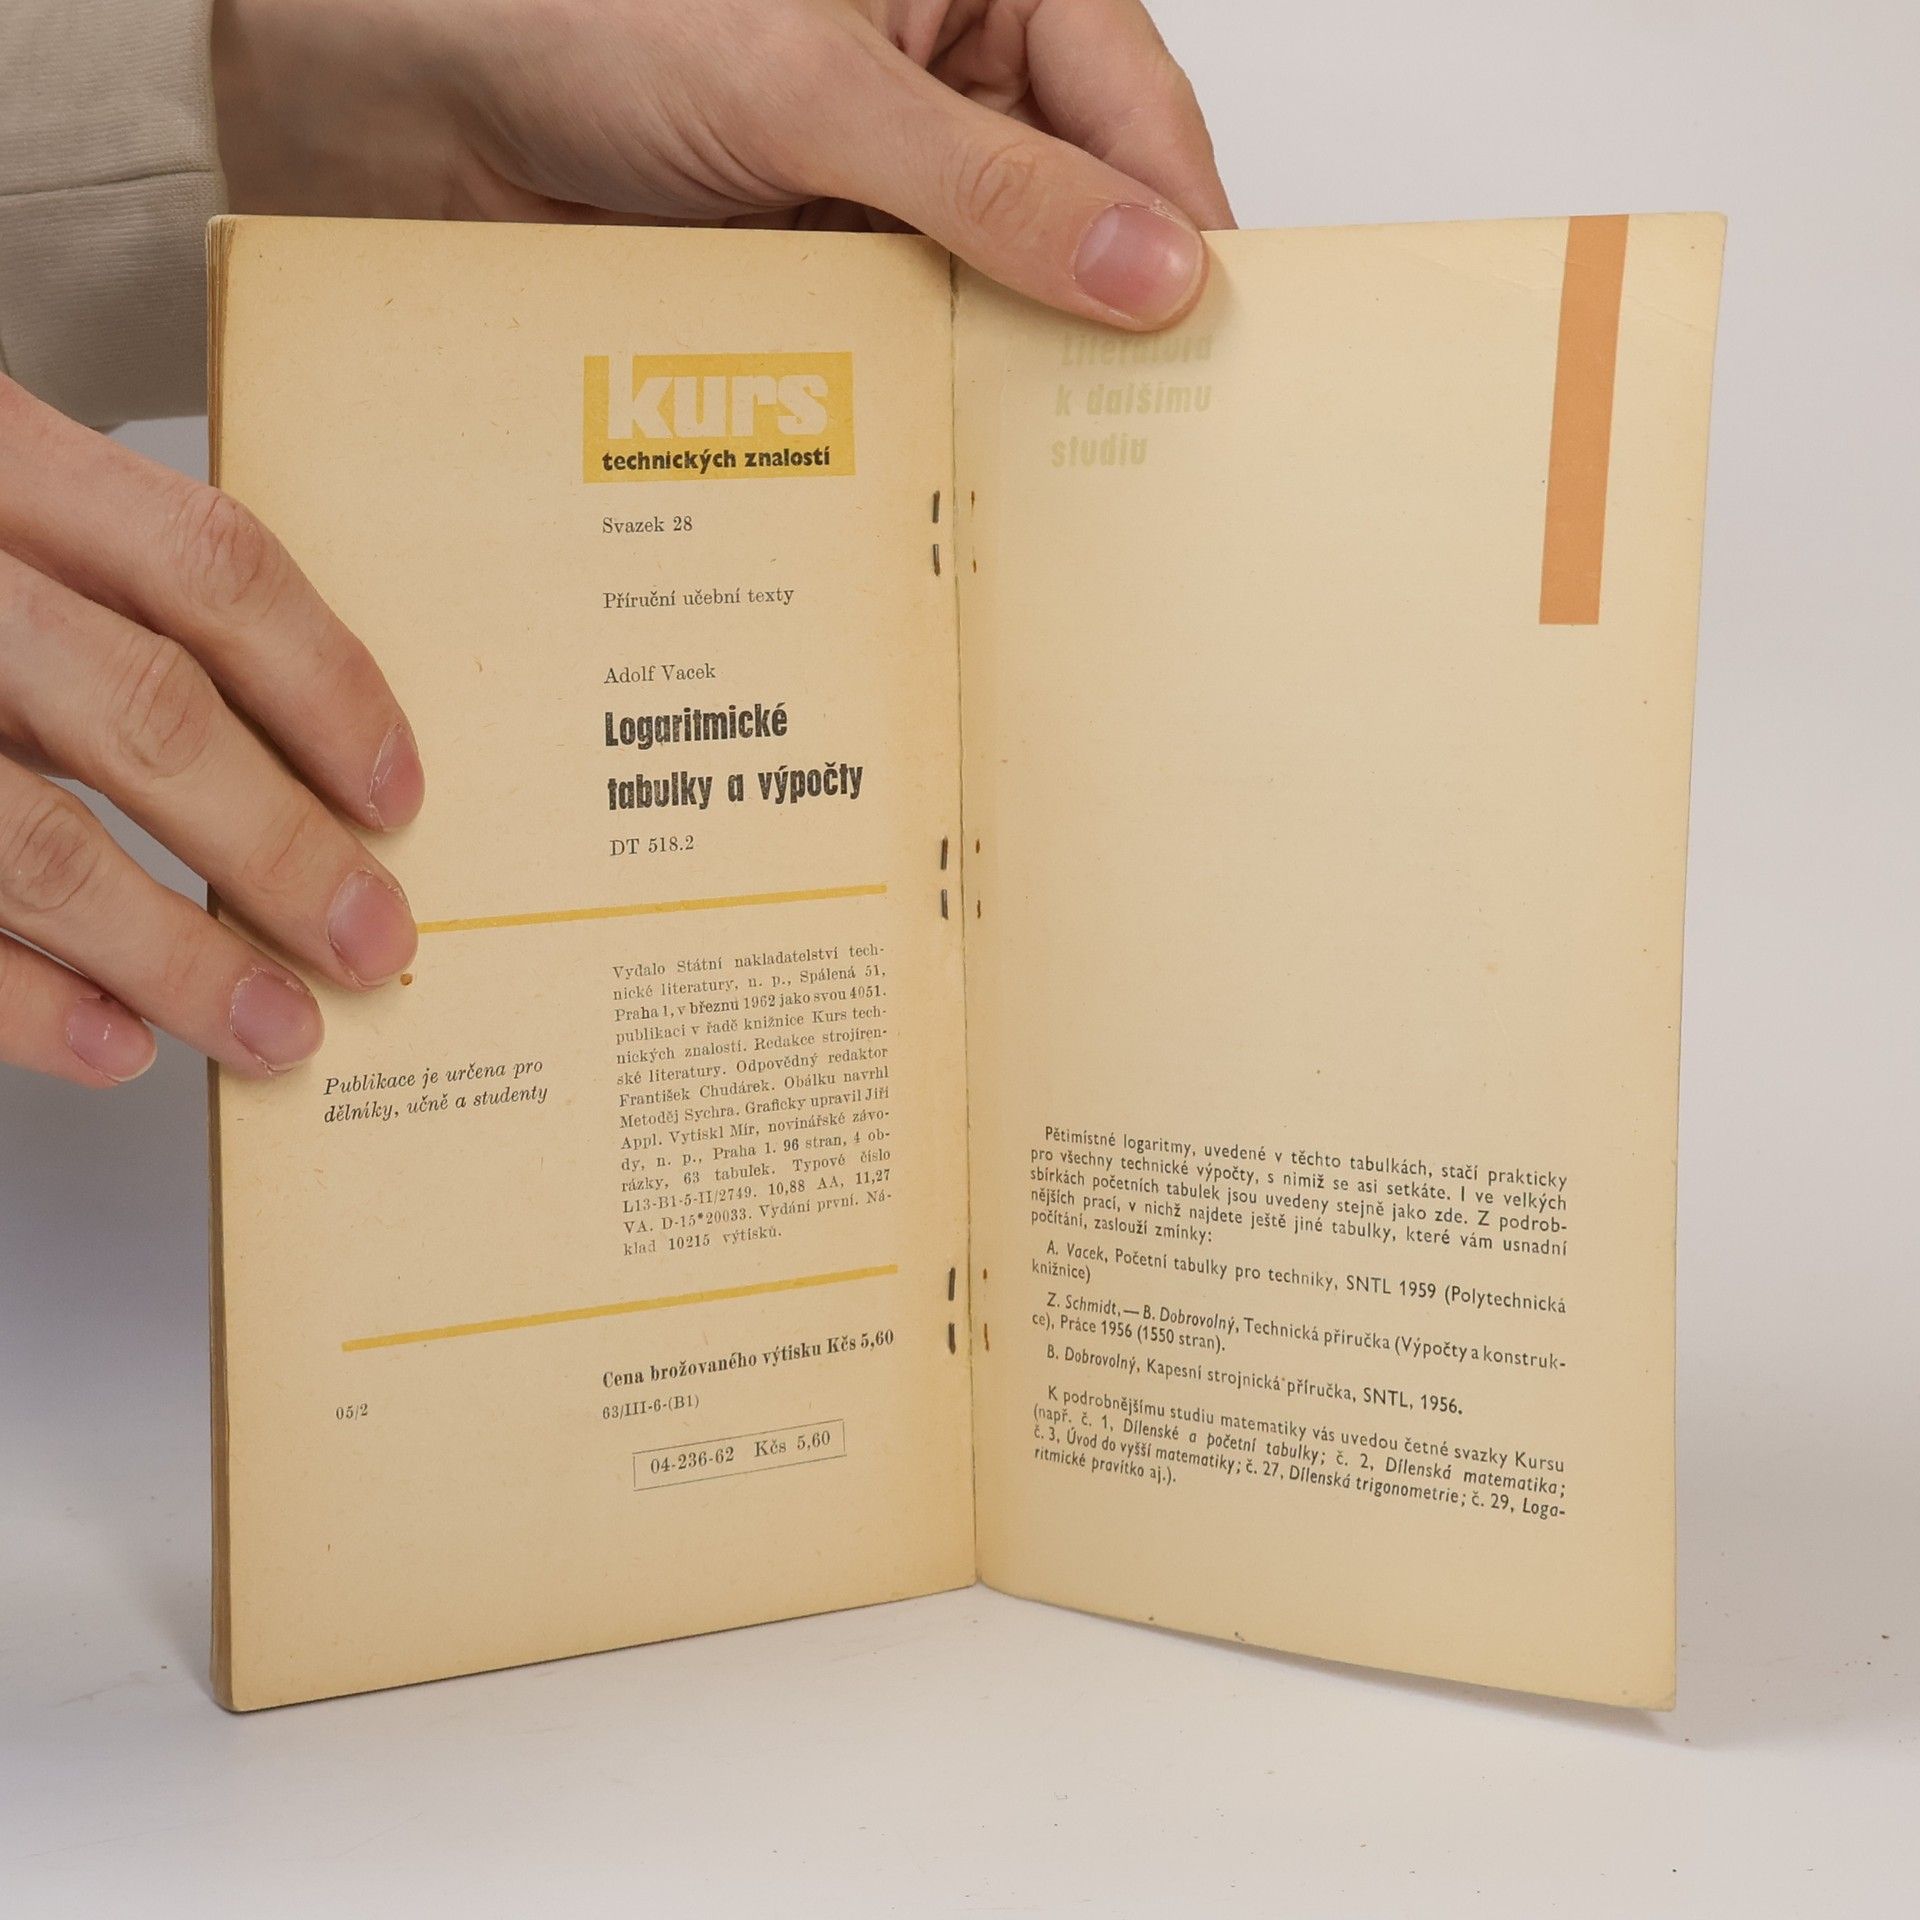 kurs
technických znalostí
Svazek 28
Příruční učební texty
Adolf Vacek
Logaritmické
tabulky a výpočty
DT 518.2
Publikace je určena pro
dělníky, učně a studenty
Vydalo Státní nakladatelství tech-
nické literatury, n. p., Spálená 51,
Praha 1, v březnu 1962 jako svou 4051.
publikaci v řadě knižnice Kurs tech-
nických znalostí. Redakce strojíren-
ské literatury. Odpovědný redaktor
František Chudárek. Obálku navrhl
Metoděj Sychra. Graficky upravil Jiří
Appl. Vytiskl Mír, novinářské závo-
dy, n. p., Praha 1. 96 stran, 4 ob-
rázky, 63 tabulek. Typové číslo
L13-B1-5-II/2749. 10,88 AA, 11,27
VA. D-15*20033. Vydání první. Ná-
klad 10215 výtisků.
Cena brožovaného výtisku Kčs 5,60
05/2
63/III-6-(B1)
04-236-62 Kčs 5,60
Literatura
k dalšímu
studiu
Pětimístné logaritmy, uvedené v těchto tabulkách, stačí prakticky
pro všechny technické výpočty, s nimiž se asi setkáte. I ve velkých
sbírkách početních tabulek jsou uvedeny stejně jako zde. Z podrob-
nějších prací, v nichž najdete ještě jiné tabulky, které vám usnadní
počítání, zaslouží zmínky:
A. Vacek, Početní tabulky pro techniky, SNTL 1959 (Polytechnická
knižnice)
Z. Schmidt, — B. Dobrovolný, Technická příručka (Výpočty a konstruk-
ce), Práce 1956 (1550 stran).
B. Dobrovolný, Kapesní strojnická příručka, SNTL, 1956.
K podrobnějšímu studiu matematiky vás uvedou četné svazky Kursu
(např. č. 1, Dílenské a početní tabulky; č. 2, Dílenská matematika;
č. 3, Úvod do vyšší matematiky; č. 27, Dílenská trigonometrie; č. 29, Loga-
ritmické pravítko aj.).